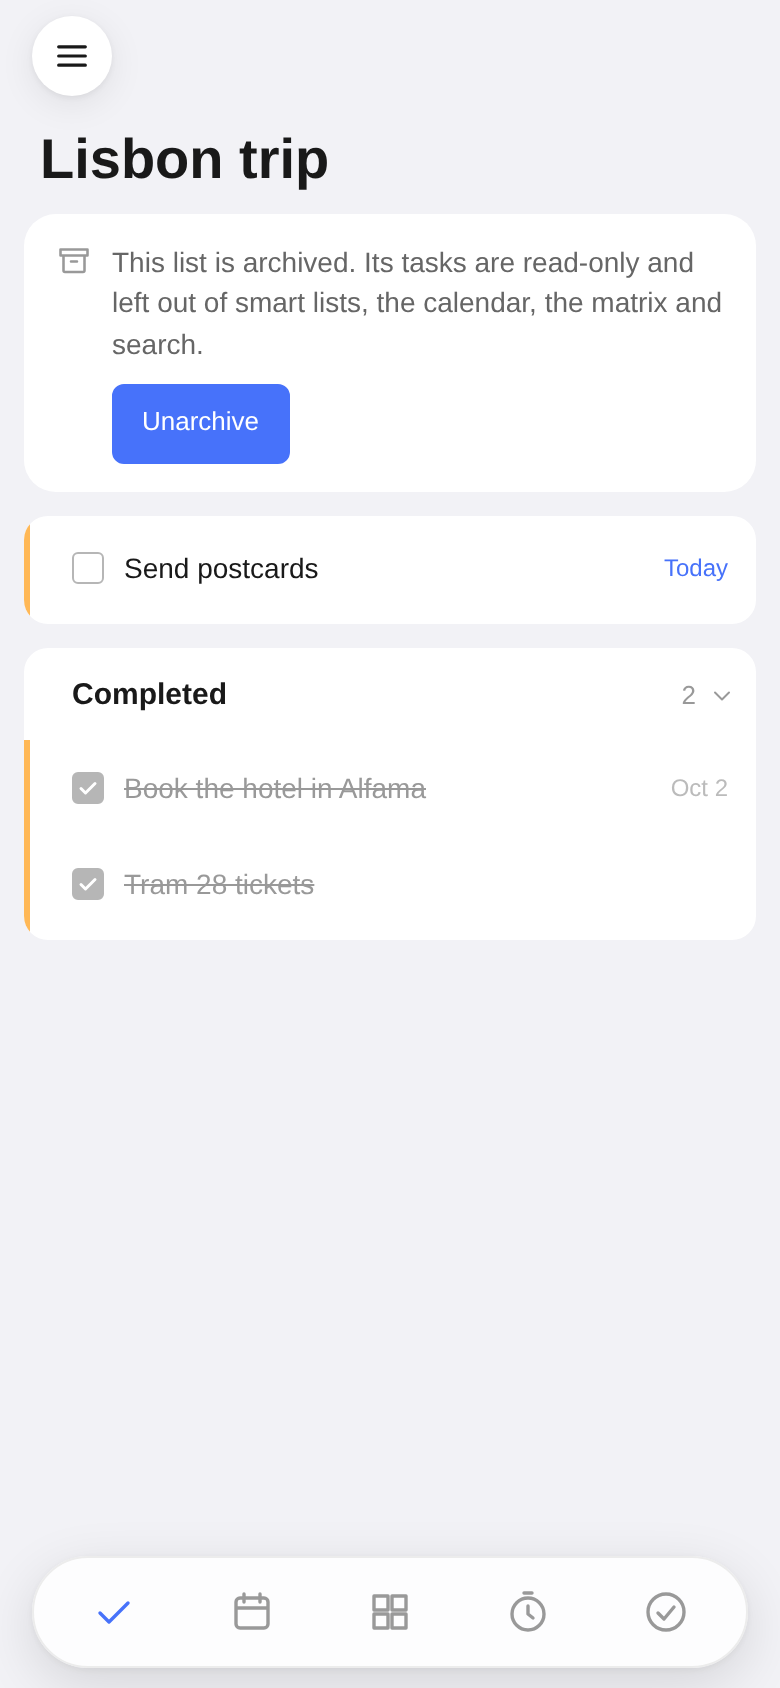 Lisbon trip
This list is archived. Its tasks are read-only and
left out of smart lists, the calendar, the matrix and
search.
Unarchive
Send postcards Today
Completed 2
Book the hotel in Alfama Oct 2
Tram 28 tickets